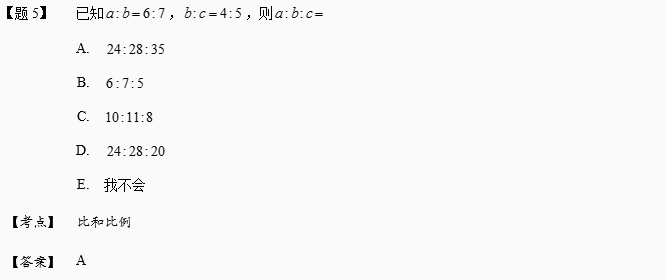 【题 5】 已知 a : b = 6 : 7 ，b : c = 4 : 5 ，则 a : b : c =
A. 24 : 28 : 35
B. 6 : 7 : 5
C. 10 : 11 : 8
D. 24 : 28 : 20
E. 我不会
【考点】 比和比例
【答案】 A